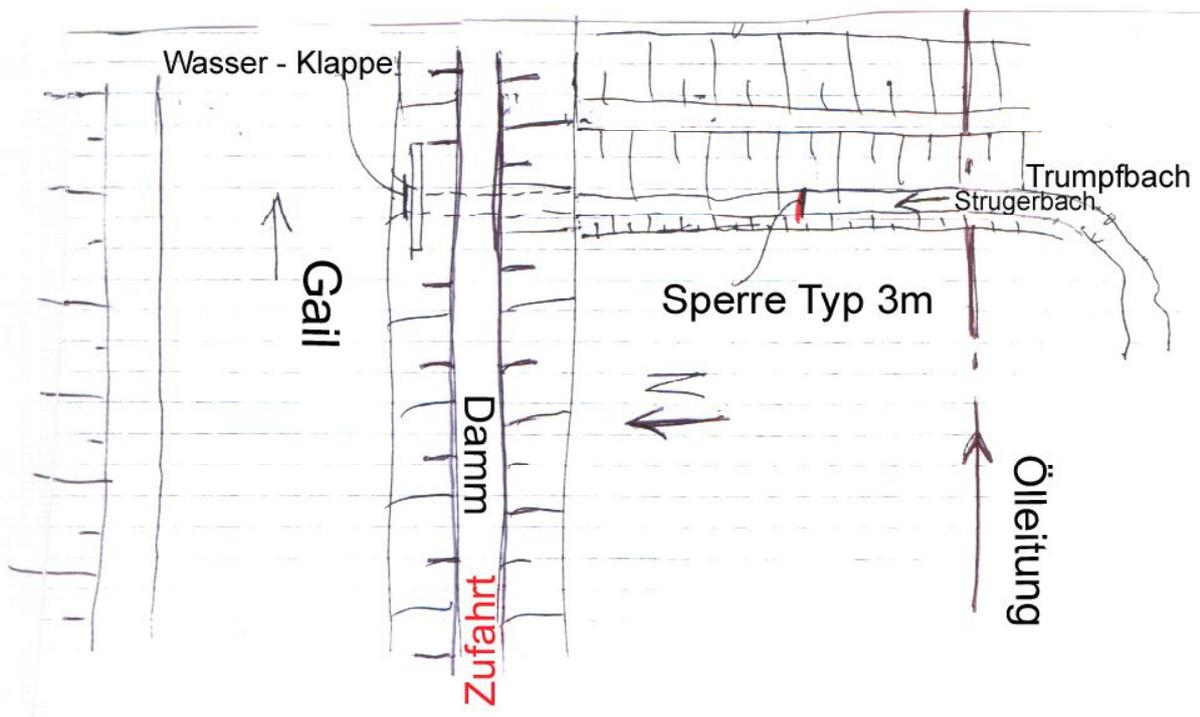 Wasser - Klappe
Trumpfbach
Strugerbach
Gail
Sperre Typ 3m
N
Damm
Zufahrt
Ölleitung